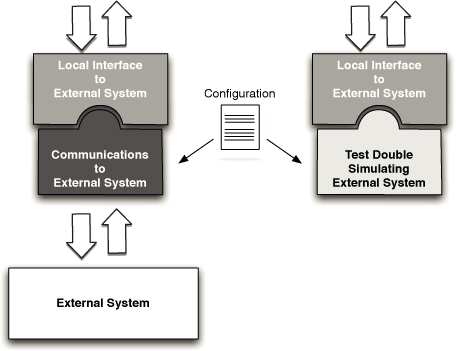 Local Interface
to
External System
Local Interface
to
External System
Configuration
Communications
to
External System
Test Double
Simulating
External System
External System